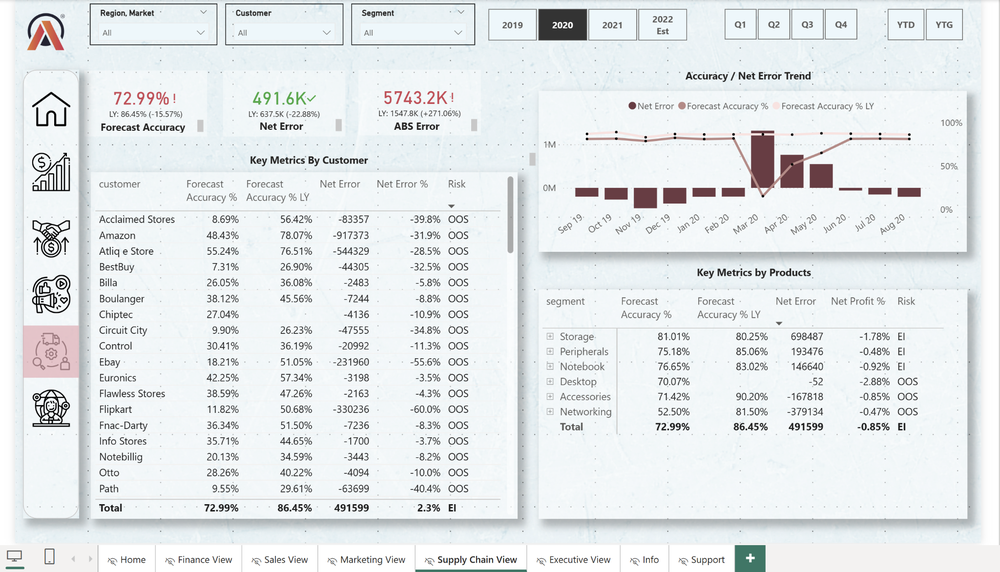 Region, Market
All
Customer
All
Segment
All
2019
2020
2021
2022
Est
Q1
Q2
Q3
Q4
YTD
YTG
72.99%!
LY: 86.45% (-15.57%)
Forecast Accuracy
491.6K✓
LY: 637.5K (-22.88%)
Net Error
5743.2K!
LY: 1547.8K (+271.06%)
ABS Error
Key Metrics By Customer
customer Forecast Accuracy % Forecast Accuracy % LY Net Error Net Error % Risk
Acclaimed Stores 8.69% 56.42% -83357 -39.8% OOS
Amazon 48.43% 78.07% -917373 -31.9% OOS
Atliq e Store 55.24% 76.51% -544329 -28.5% OOS
BestBuy 7.31% 26.90% -44305 -32.5% OOS
Billa 26.05% 36.08% -2483 -5.8% OOS
Boulanger 38.12% 45.56% -7244 -8.8% OOS
Chiptec 27.04% -4136 -10.9% OOS
Circuit City 9.90% 26.23% -47555 -34.8% OOS
Control 30.41% 36.19% -20992 -11.3% OOS
Ebay 18.21% 51.05% -231960 -55.6% OOS
Euronics 42.25% 57.34% -3198 -3.5% OOS
Flawless Stores 38.59% 47.26% -2163 -4.3% OOS
Flipkart 11.82% 50.68% -330236 -60.0% OOS
Fnac-Darty 36.34% 51.50% -7236 -8.3% OOS
Info Stores 35.71% 44.65% -1700 -3.7% OOS
Notebillig 20.13% 34.59% -3443 -8.2% OOS
Otto 28.26% 40.22% -4094 -10.0% OOS
Path 9.55% 29.61% -63699 -40.4% OOS
Total 72.99% 86.45% 491599 2.3% EI
Accuracy / Net Error Trend
Net Error Forecast Accuracy % Forecast Accuracy % LY
1M
0M
100%
50%
0%
Sep 19 Oct 19 Nov 19 Dec 19 Jan 20 Feb 20 Mar 20 Apr 20 May 20 Jun 20 Jul 20 Aug 20
Key Metrics by Products
segment Forecast Accuracy % Forecast Accuracy % LY Net Error Net Profit % Risk
Storage 81.01% 80.25% 698487 -1.78% EI
Peripherals 75.18% 85.06% 193476 -0.48% EI
Notebook 76.65% 83.02% 146640 -0.92% EI
Desktop 70.07% -52 -2.88% OOS
Accessories 71.42% 90.20% -167818 -0.85% OOS
Networking 52.50% 81.50% -379134 -0.47% OOS
Total 72.99% 86.45% 491599 -0.85% EI
Home Finance View Sales View Marketing View Supply Chain View Executive View Info Support +